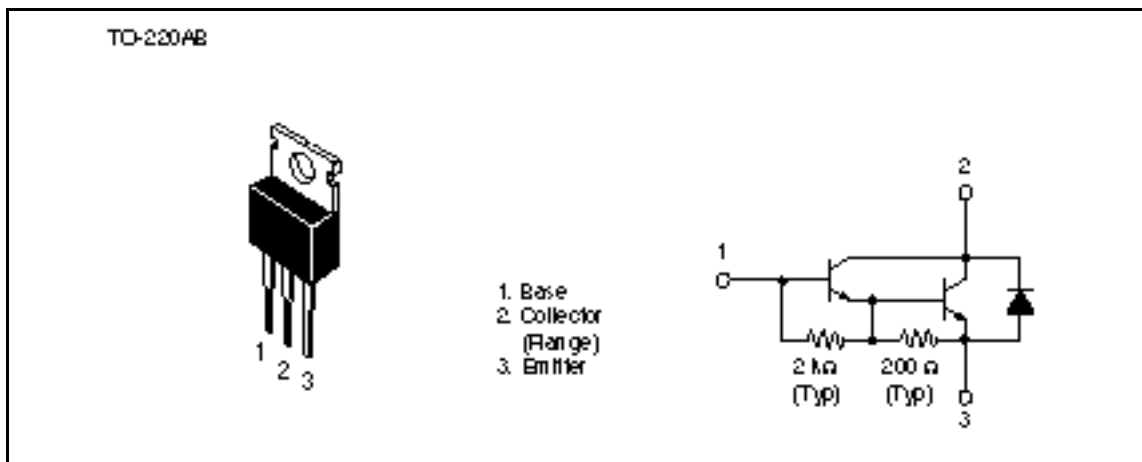 TO-220AB
1. Base
2. Collector
(Flange)
3. Emitter
1
2
3
1
2
2 kΩ
(Typ)
200 Ω
(Typ)
3